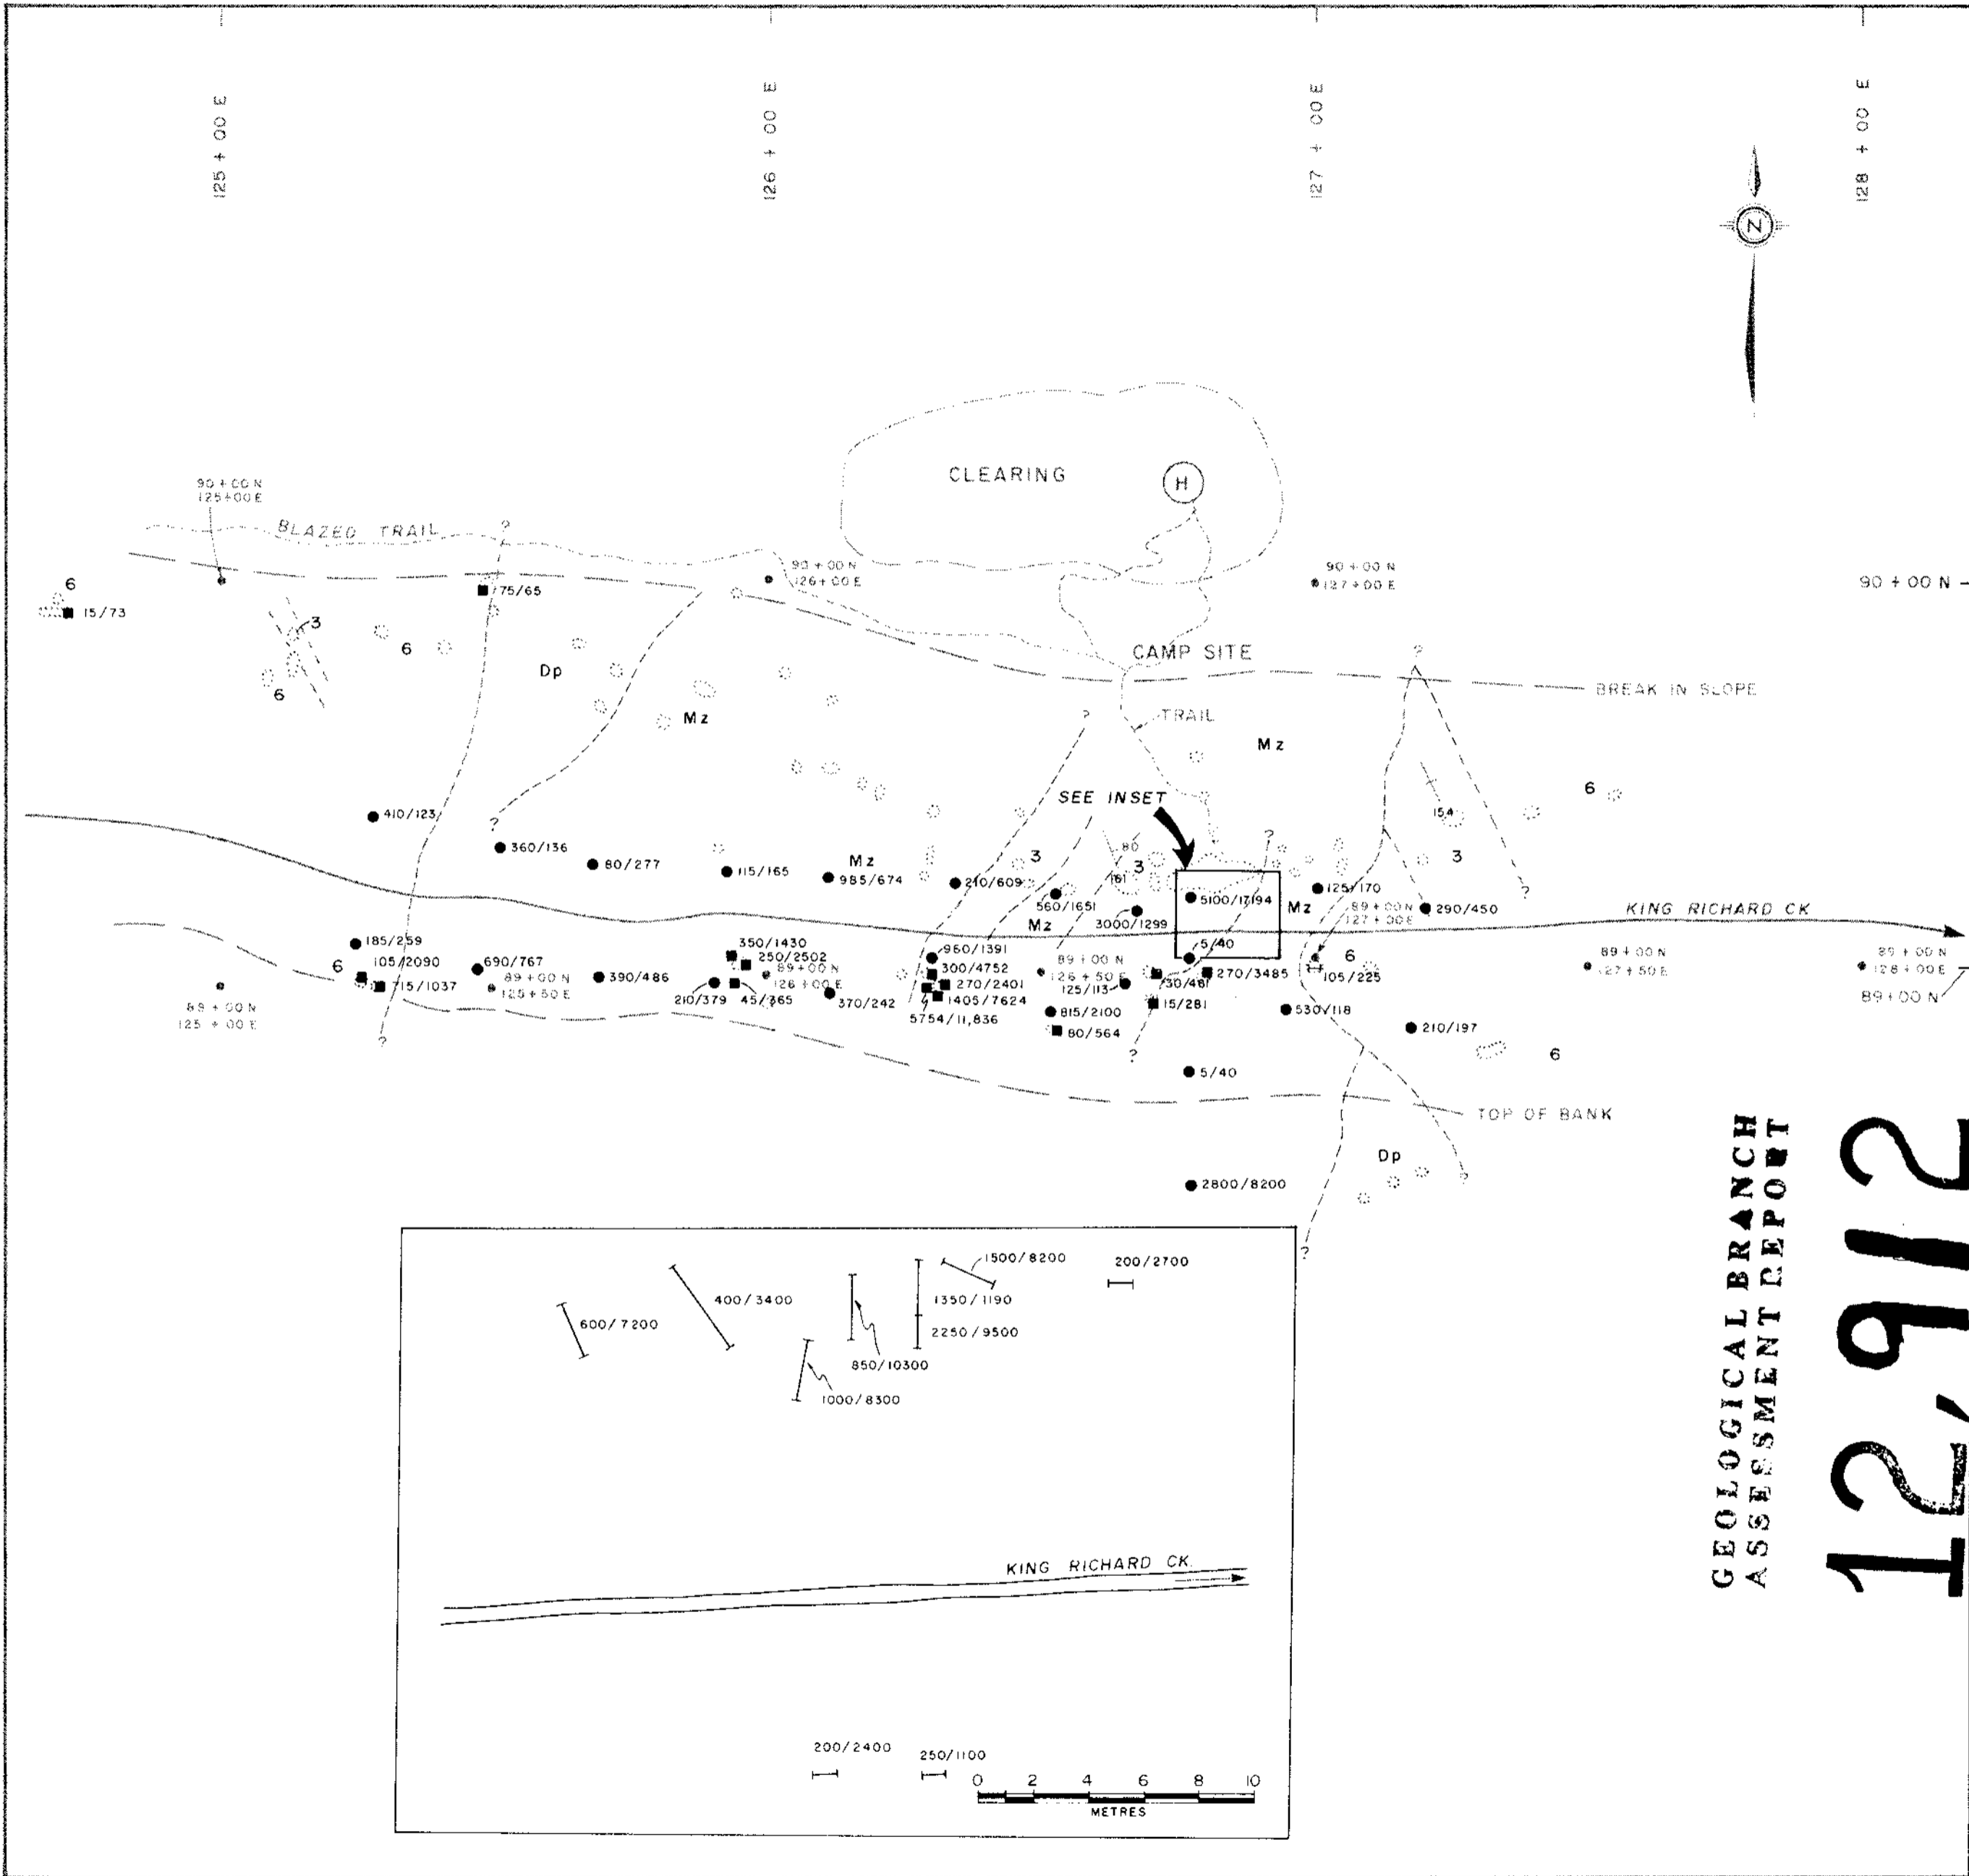 125 + 00 E
126 + 00 E
127 + 00 E
128 + 00 E
N
CLEARING
H
90 + 00 N
125+00 E
BLAZED TRAIL
?
90 + 00 N
126+00 E
90 + 00 N
127+00 E
90 + 00 N
6
15/73
175/65
3
6
6
Dp
Mz
CAMP SITE
?
BREAK IN SLOPE
?
TRAIL
Mz
SEE INSET
6
154
410/123
?
360/136
80/277
115/165
Mz
985/674
210/609
3
80
3
161
?
3
?
560/1651
Mz
3000/1299
5100/17194
Mz
125/170
89+00 N
127+00 E
290/450
KING RICHARD CK
185/259
6
105/2090
715/1037
690/767
89+00 N
125+50 E
390/486
350/1430
250/2502
89+00 N
126+00 E
210/379
45/365
370/242
960/1391
300/4752
270/2401
1405/7624
5754/11,836
89+00 N
126+50 E
125/113
5/40
730/461
270/3485
15/281
6
105/225
89+00 N
127+50 E
89+00 N
128+00 E
89+00 N
89+00 N
125+00 E
?
815/2100
80/564
?
530/118
210/197
6
5/40
TOP OF BANK
Dp
?
2800/8200
?
600/7200
400/3400
1500/8200
200/2700
1350/1190
2250/9500
850/10300
1000/8300
KING RICHARD CK.
200/2400
250/1100
0 2 4 6 8 10
METRES
GEOLOGICAL BRANCH
ASSESSMENT REPORT
12,912